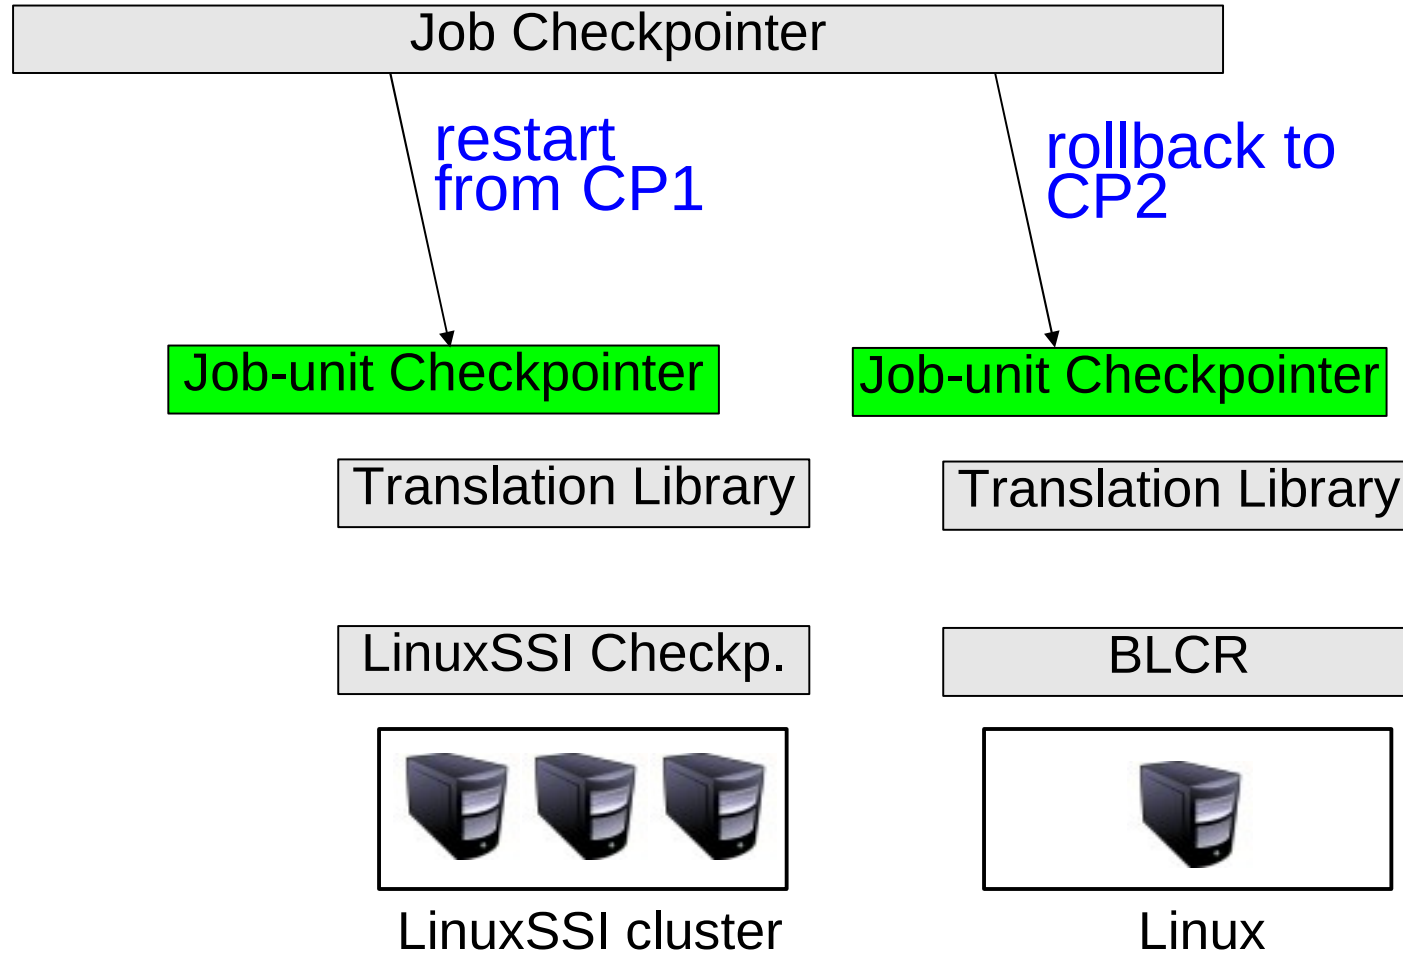 Job Checkpointer
restart
from CP1
rollback to
CP2
Job-unit Checkpointer
Job-unit Checkpointer
Translation Library
Translation Library
LinuxSSI Checkp.
BLCR
LinuxSSI cluster
Linux